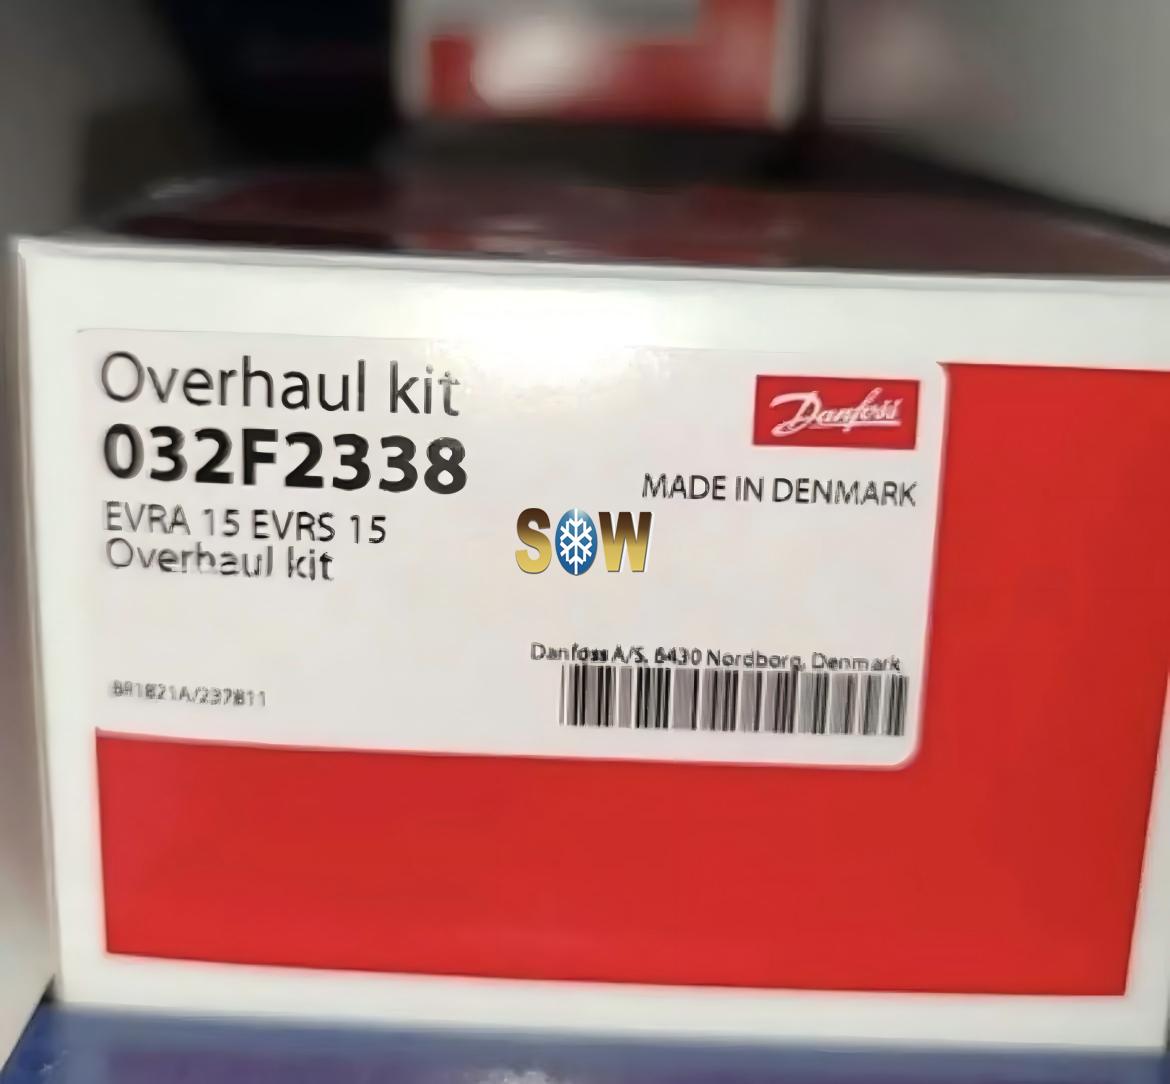 Overhaul kit
032F2338
EVRA 15 EVRS 15
Overhaul kit
Danfoss
MADE IN DENMARK
SOW
Danfoss A/S, 6430 Nordborg, Denmark